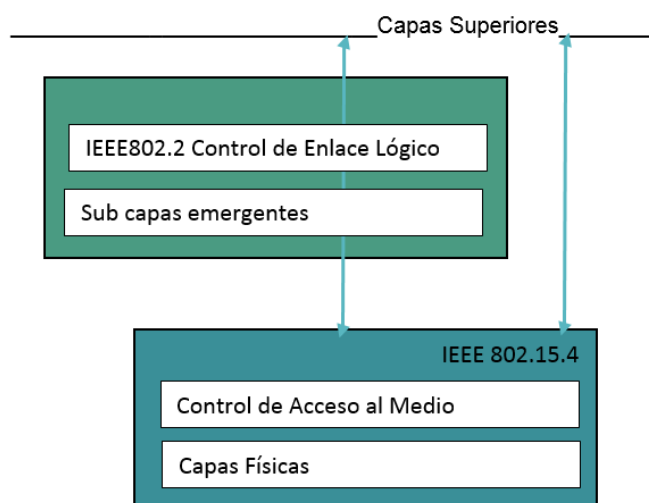 Capas Superiores
IEEE802.2 Control de Enlace Lógico
Sub capas emergentes
IEEE 802.15.4
Control de Acceso al Medio
Capas Físicas